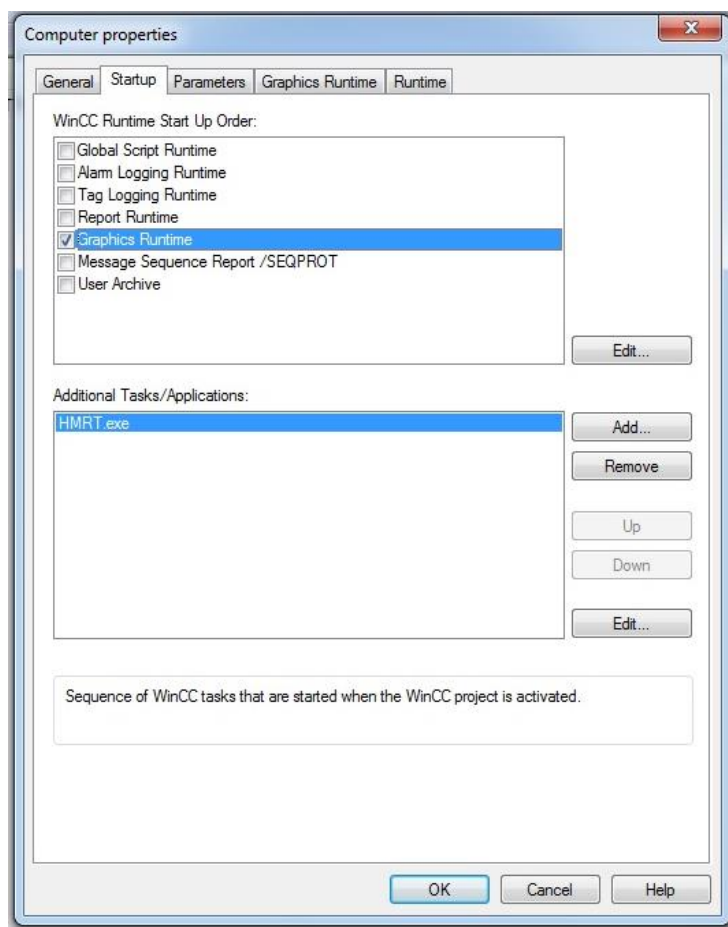 Computer properties
General Startup Parameters Graphics Runtime Runtime
WinCC Runtime Start Up Order:
Global Script Runtime
Alarm Logging Runtime
Tag Logging Runtime
Report Runtime
Graphics Runtime
Message Sequence Report /SEQPROT
User Archive
Edit...
Additional Tasks/Applications:
HMRT.exe
Add...
Remove
Up
Down
Edit...
Sequence of WinCC tasks that are started when the WinCC project is activated.
OK Cancel Help